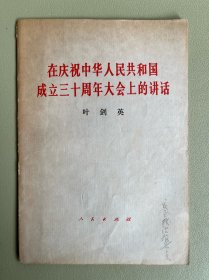 在庆祝中华人民共和国
成立三十周年大会上的讲话
叶剑英
人民出版社